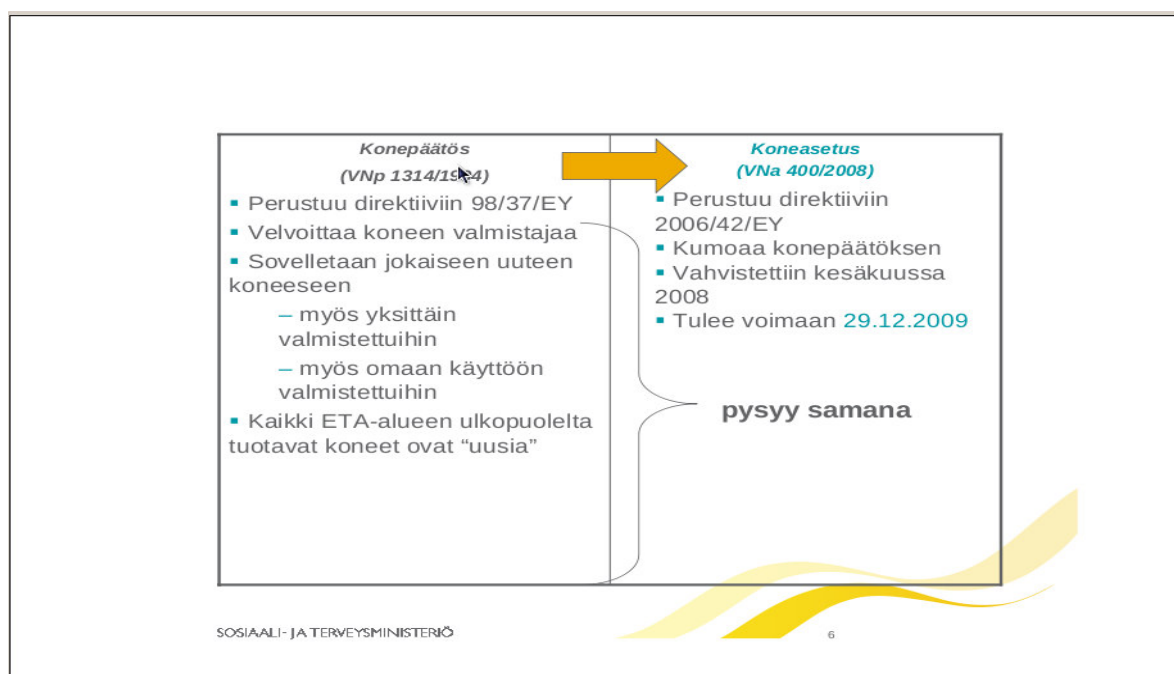 Konepäätös
(VNp 1314/1994)
▪ Perustuu direktiiviin 98/37/EY
▪ Velvoittaa koneen valmistajaa
▪ Sovelletaan jokaiseen uuteen
koneeseen
– myös yksittäin
valmistettuihin
– myös omaan käyttöön
valmistettuihin
▪ Kaikki ETA-alueen ulkopuolelta
tuotavat koneet ovat “uusia”
Koneasetus
(VNa 400/2008)
▪ Perustuu direktiiviin
2006/42/EY
▪ Kumoaa konepäätöksen
▪ Vahvistettiin kesäkuussa
2008
▪ Tulee voimaan 29.12.2009
pysyy samana
SOSIAALI- JA TERVEYSMINISTERIÖ
6